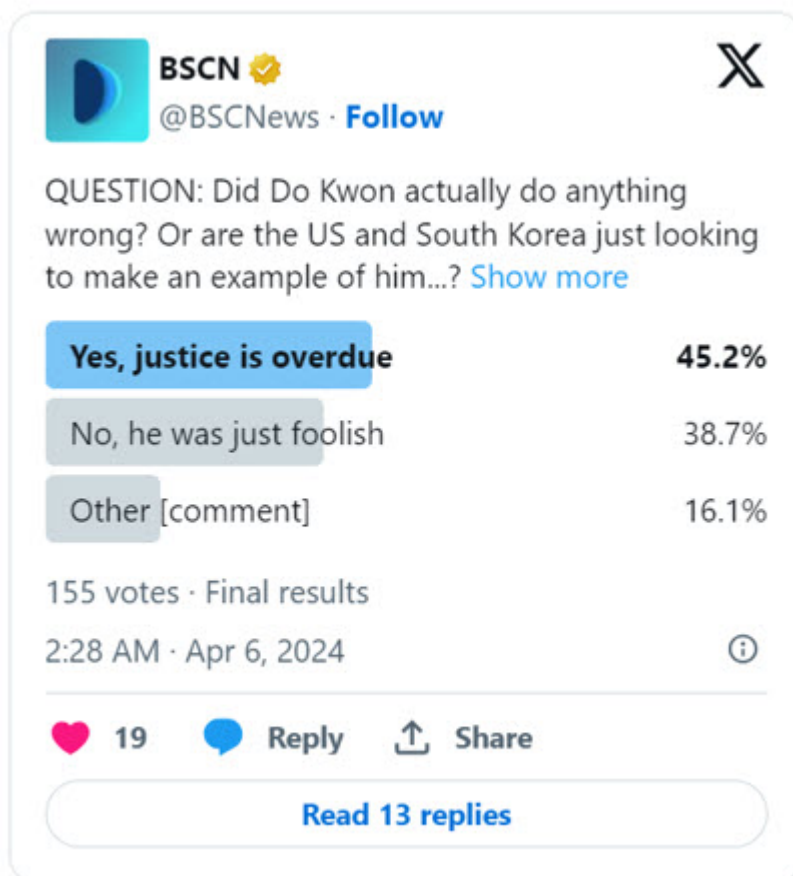 BSCN
@BSCNews · Follow
QUESTION: Did Do Kwon actually do anything
wrong? Or are the US and South Korea just looking
to make an example of him...? Show more
Yes, justice is overdue 45.2%
No, he was just foolish 38.7%
Other [comment] 16.1%
155 votes · Final results
2:28 AM · Apr 6, 2024
19 Reply Share
Read 13 replies